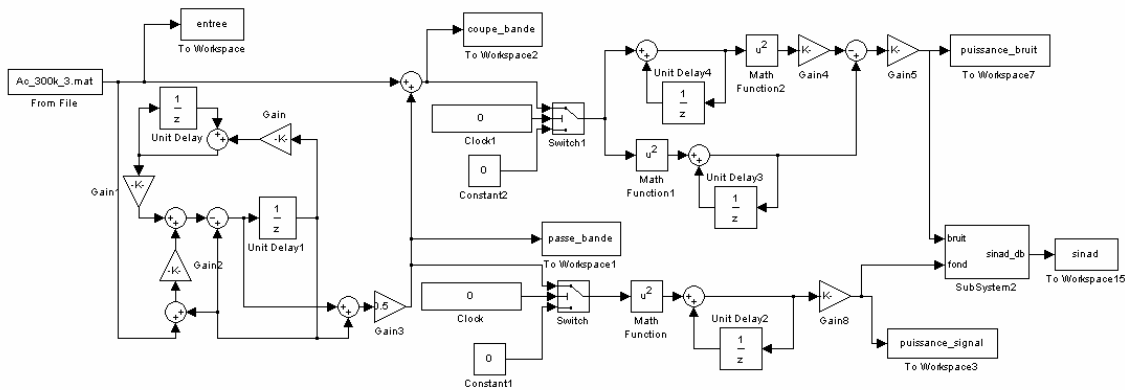 entree
To Workspace
coupe_bande
To Workspace2
Ac_300k_3.mat
From File
1
z
Unit Delay
Gain
-K-
Gain1
-K-
1
z
Unit Delay1
-K-
Gain2
0.5
Gain3
0
Clock1
0
Constant2
Switch1
Unit Delay4
1
z
u²
Math
Function2
K-
Gain4
K-
Gain5
puissance_bruit
To Workspace7
u²
Math
Function1
Unit Delay3
1
z
passe_bande
To Workspace1
0
Clock
0
Constant1
Switch
u²
Math
Function
Unit Delay2
1
z
K-
Gain8
bruit
fond
sinad_db
SubSystem2
sinad
To Workspace15
puissance_signal
To Workspace3